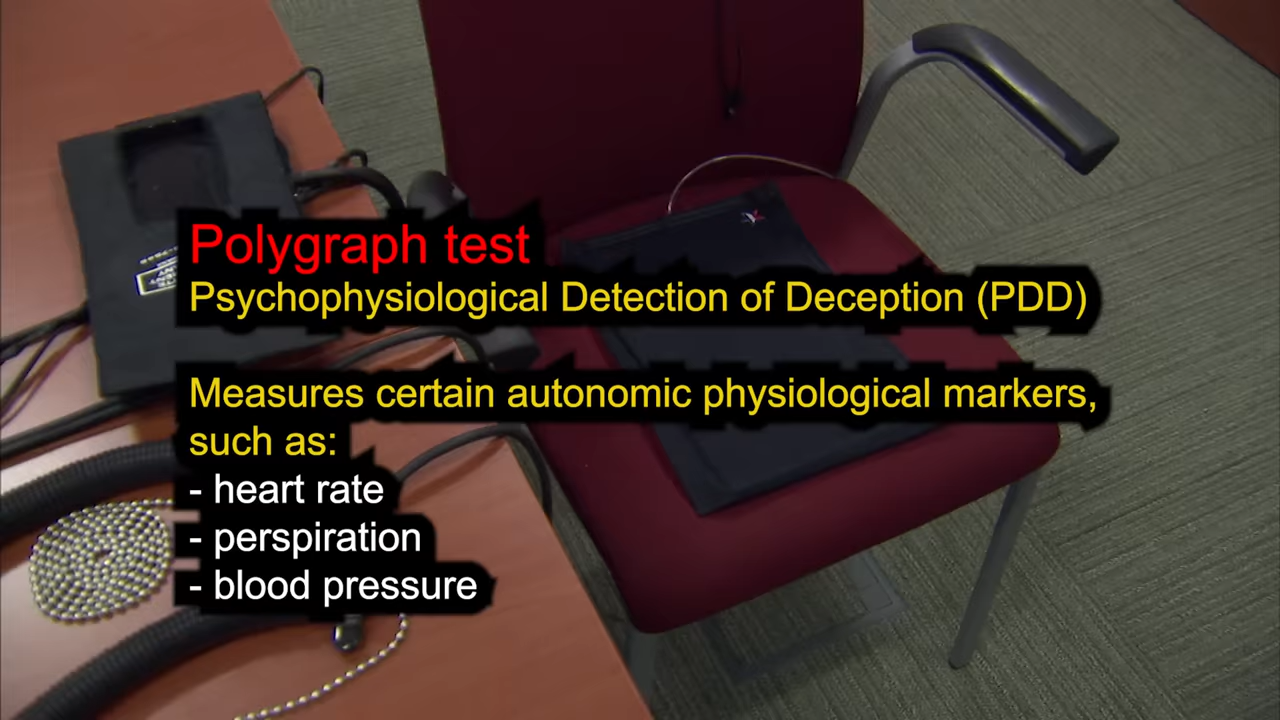 Polygraph test
Psychophysiological Detection of Deception (PDD)
Measures certain autonomic physiological markers,
such as:
- heart rate
- perspiration
- blood pressure